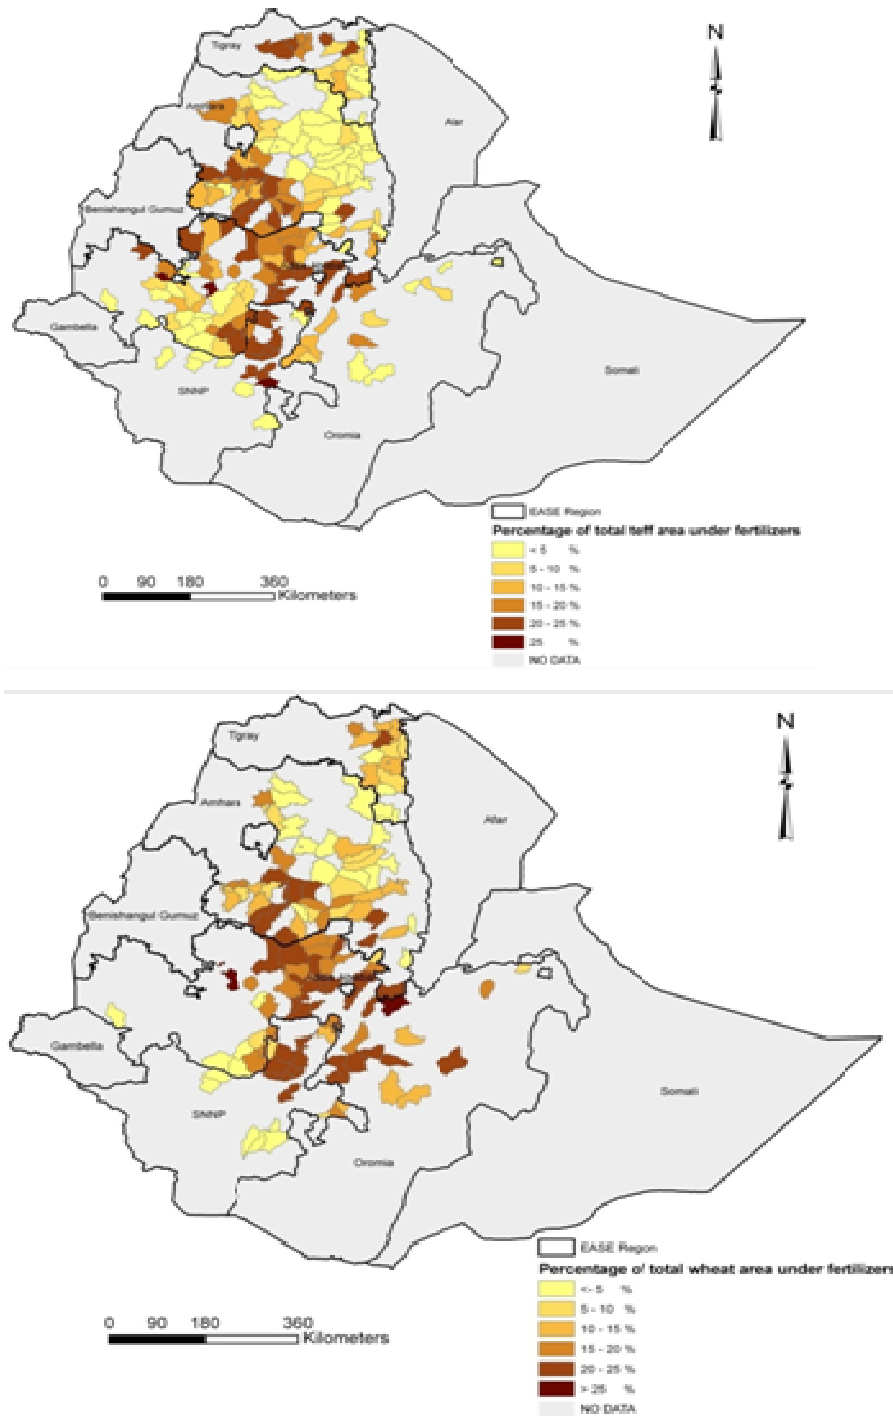 N
Tigray
Amhara
Afar
Benishangul Gumuz
Gambella
SNNP
Somali
Oromia
EASE Region
Percentage of total teff area under fertilizers
< 5 %
5 - 10 %
10 - 15 %
15 - 20 %
20 - 25 %
25 %
NO DATA
0 90 180 360
Kilometers
N
Tgray
Amhara
Afar
Benishangul Gumuz
Gambella
SNNP
Somali
Oromia
EASE Region
Percentage of total wheat area under fertilizers
<- 5 %
5 - 10 %
10 - 15 %
15 - 20 %
20 - 25 %
> 25 %
NO DATA
0 90 180 360
Kilometers